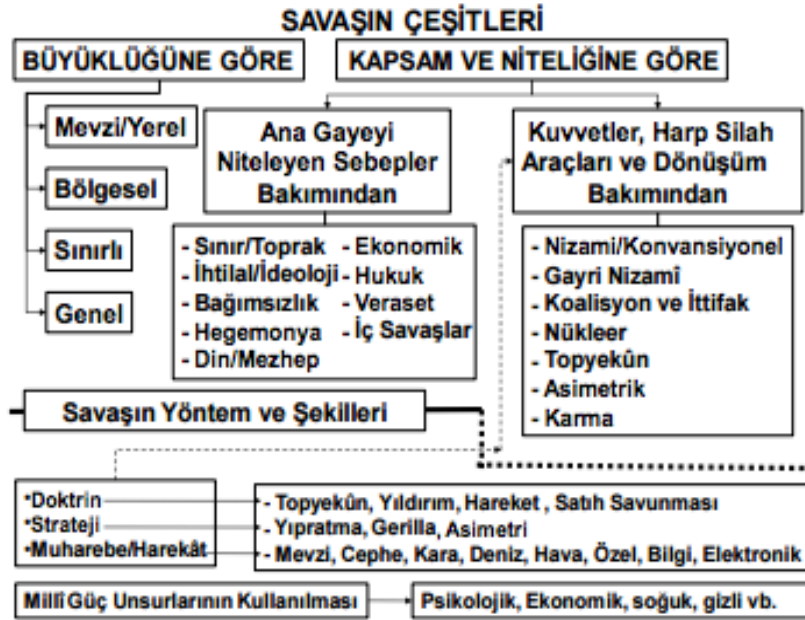 SAVAŞIN ÇEŞİTLERİ
BÜYÜKLÜĞÜNE GÖRE
KAPSAM VE NİTELİĞİNE GÖRE
Mevzi/Yerel
Bölgesel
Sınırlı
Genel
Ana Gayeyi
Niteleyen Sebepler
Bakımından
Kuvvetler, Harp Silah
Araçları ve Dönüşüm
Bakımından
- Sınır/Toprak
- İhtilal/İdeoloji
- Bağımsızlık
- Hegemonya
- Din/Mezhep
- Ekonomik
- Hukuk
- Veraset
- İç Savaşlar
- Nizami/Konvansiyonel
- Gayri Nizamî
- Koalisyon ve İttifak
- Nükleer
- Topyekûn
- Asimetrik
- Karma
Savaşın Yöntem ve Şekilleri
•Doktrin
•Strateji
•Muharebe/Harekât
- Topyekûn, Yıldırım, Hareket , Satıh Savunması
- Yıpratma, Gerilla, Asimetri
- Mevzi, Cephe, Kara, Deniz, Hava, Özel, Bilgi, Elektronik
Millî Güç Unsurlarının Kullanılması
Psikolojik, Ekonomik, soğuk, gizli vb.